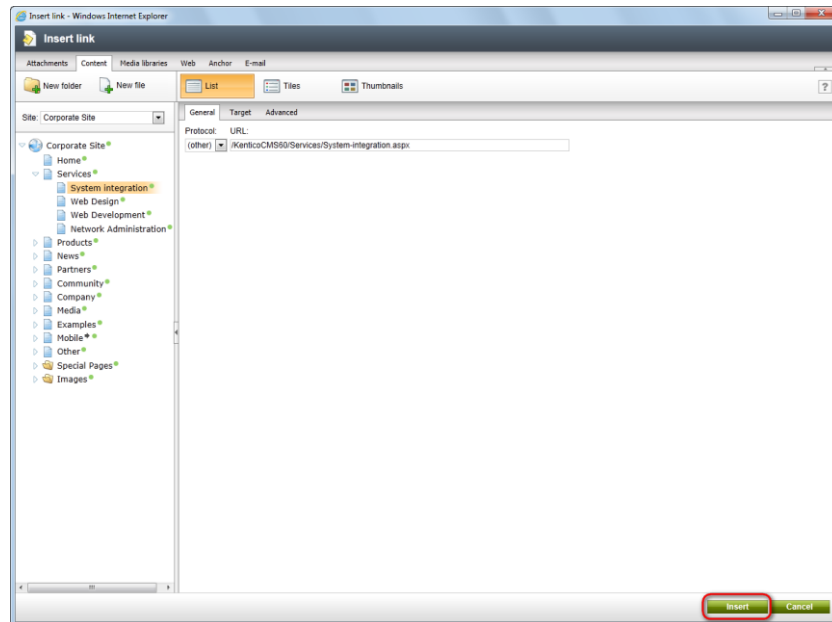 Insert link - Windows Internet Explorer
Insert link
Attachments Content Media libraries Web Anchor E-mail
New folder New file List Tiles Thumbnails ?
Site: Corporate Site
General Target Advanced
Protocol: URL:
(other) /KenticoCMS60/Services/System-integration.aspx
Corporate Site
Home
Services
System integration
Web Design
Web Development
Network Administration
Products
News
Partners
Community
Company
Media
Examples
Mobile
Other
Special Pages
Images
Insert Cancel